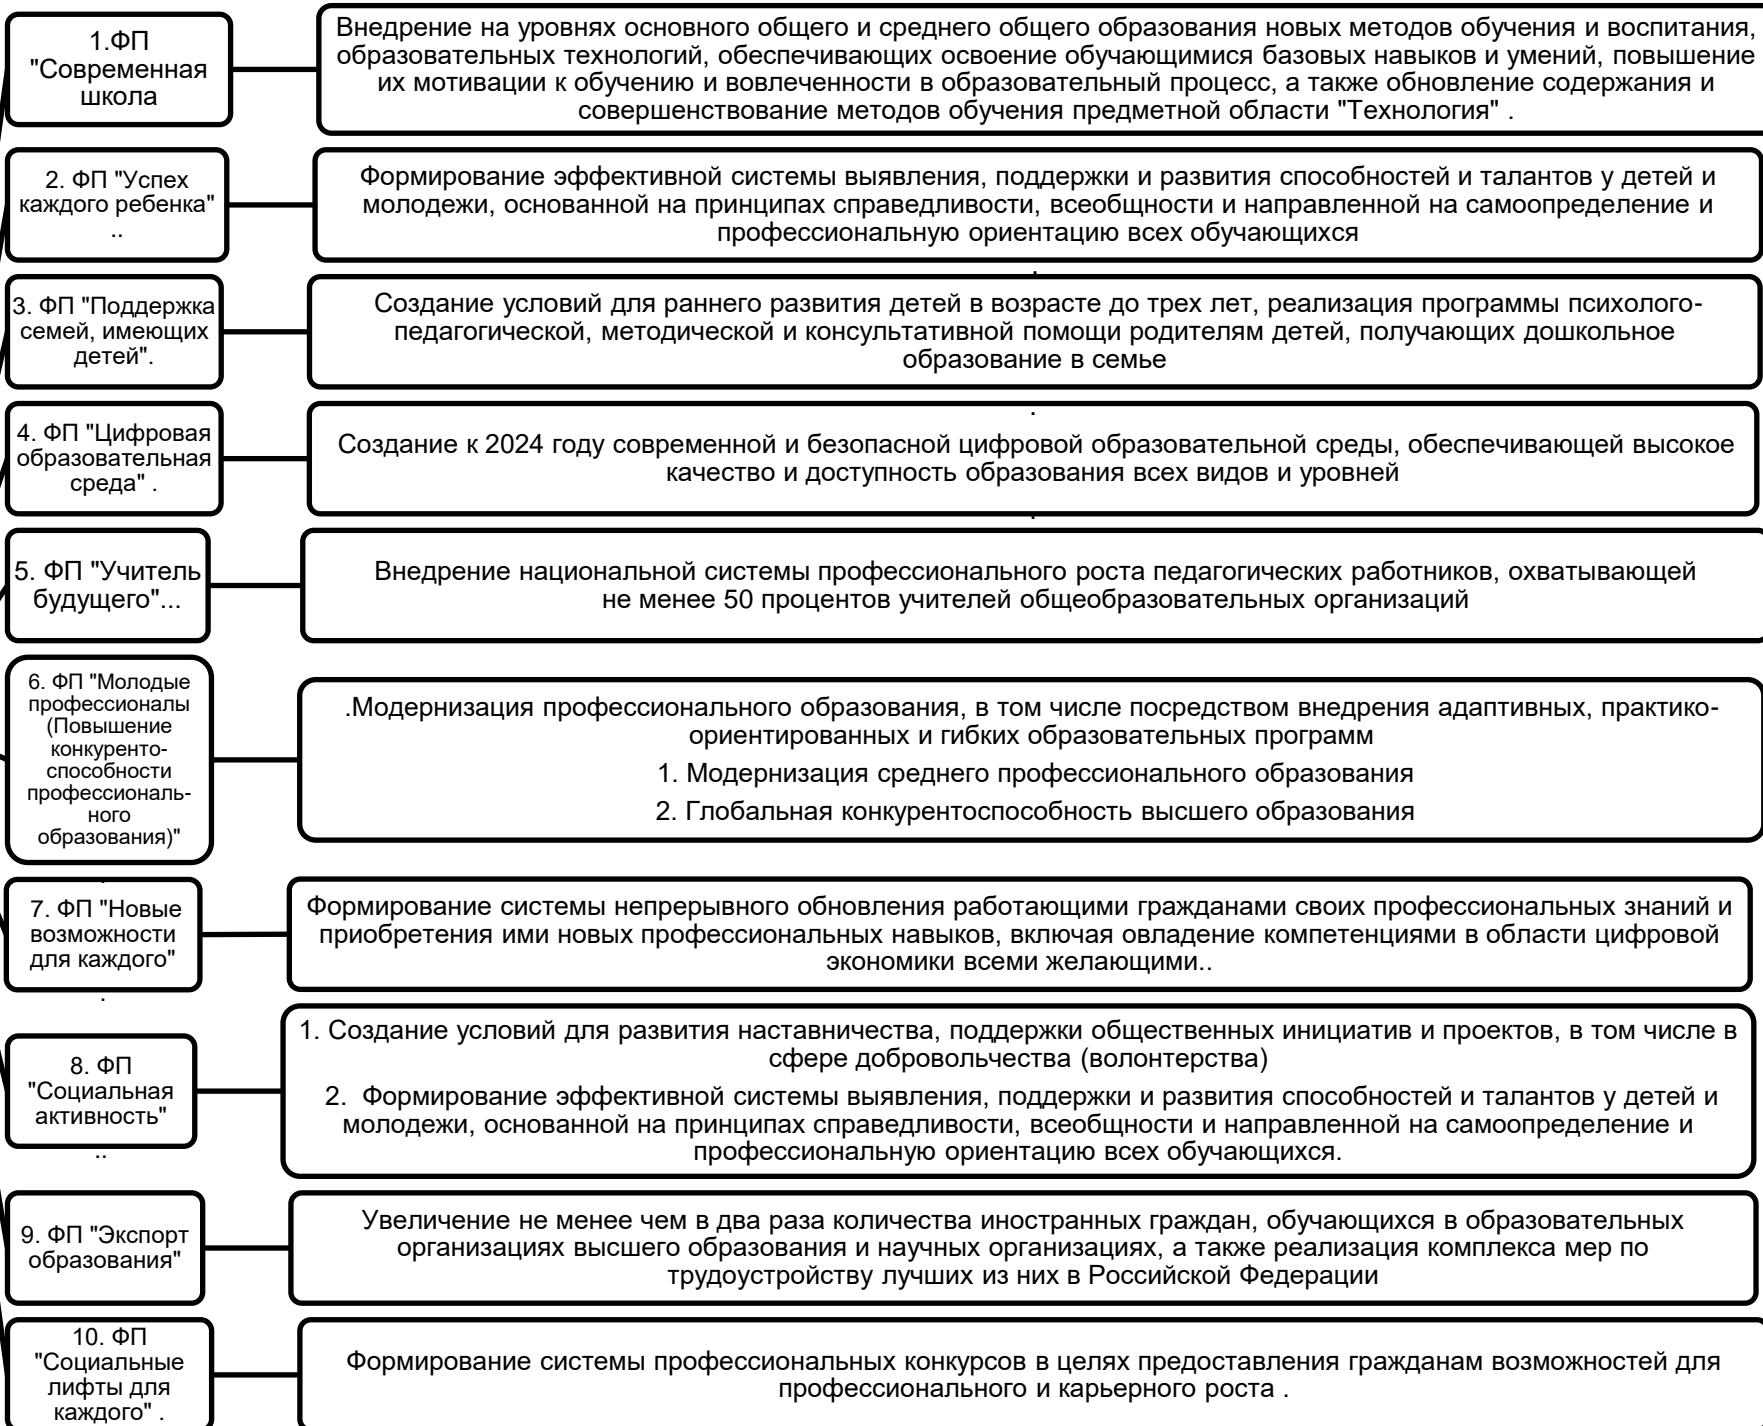 1.ФП
"Современная
школа
Внедрение на уровнях основного общего и среднего общего образования новых методов обучения и воспитания,
образовательных технологий, обеспечивающих освоение обучающимися базовых навыков и умений, повышение
их мотивации к обучению и вовлеченности в образовательный процесс, а также обновление содержания и
совершенствование методов обучения предметной области "Технология" .
2. ФП "Успех
каждого ребенка"
..
Формирование эффективной системы выявления, поддержки и развития способностей и талантов у детей и
молодежи, основанной на принципах справедливости, всеобщности и направленной на самоопределение и
профессиональную ориентацию всех обучающихся
.
3. ФП "Поддержка
семей, имеющих
детей".
Создание условий для раннего развития детей в возрасте до трех лет, реализация программы психолого-
педагогической, методической и консультативной помощи родителям детей, получающих дошкольное
образование в семье
.
4. ФП "Цифровая
образовательная
среда" .
Создание к 2024 году современной и безопасной цифровой образовательной среды, обеспечивающей высокое
качество и доступность образования всех видов и уровней
.
5. ФП "Учитель
будущего"...
Внедрение национальной системы профессионального роста педагогических работников, охватывающей
не менее 50 процентов учителей общеобразовательных организаций
6. ФП "Молодые
профессионалы
(Повышение
конкуренто-
способности
профессиональ-
ного
образования)"
.
.Модернизация профессионального образования, в том числе посредством внедрения адаптивных, практико-
ориентированных и гибких образовательных программ
1. Модернизация среднего профессионального образования
2. Глобальная конкурентоспособность высшего образования
7. ФП "Новые
возможности
для каждого"
.
Формирование системы непрерывного обновления работающими гражданами своих профессиональных знаний и
приобретения ими новых профессиональных навыков, включая овладение компетенциями в области цифровой
экономики всеми желающими..
8. ФП
"Социальная
активность"
..
1. Создание условий для развития наставничества, поддержки общественных инициатив и проектов, в том числе в
сфере добровольчества (волонтерства)
2. Формирование эффективной системы выявления, поддержки и развития способностей и талантов у детей и
молодежи, основанной на принципах справедливости, всеобщности и направленной на самоопределение и
профессиональную ориентацию всех обучающихся.
9. ФП "Экспорт
образования"
Увеличение не менее чем в два раза количества иностранных граждан, обучающихся в образовательных
организациях высшего образования и научных организациях, а также реализация комплекса мер по
трудоустройству лучших из них в Российской Федерации
10. ФП
"Социальные
лифты для
каждого" .
Формирование системы профессиональных конкурсов в целях предоставления гражданам возможностей для
профессионального и карьерного роста .